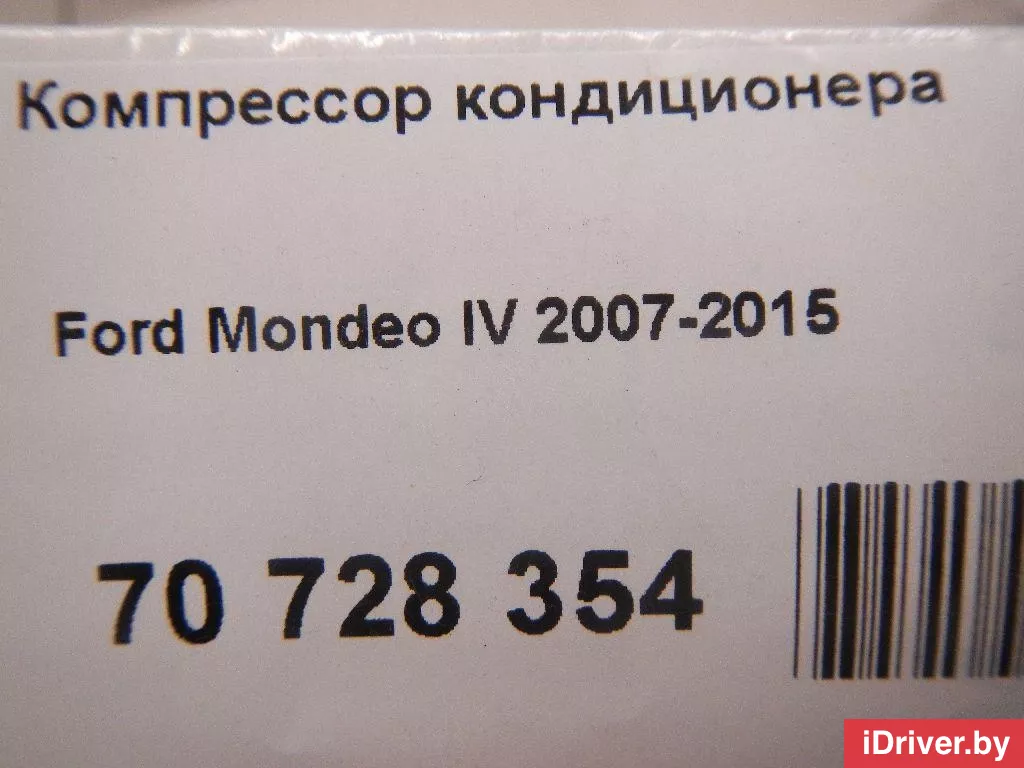 Компрессор кондиционера
Ford Mondeo IV 2007-2015
70 728 354
iDriver.by